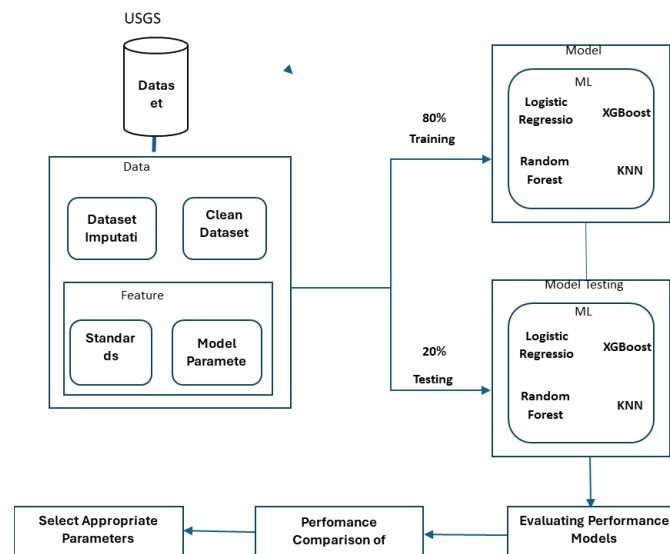 USGS
Datas
et
Data
Dataset
Imputati
Clean
Dataset
Feature
Standar
ds
Model
Paramete
80%
Training
20%
Testing
Model
ML
Logistic
Regressio
XGBoost
Random
Forest
KNN
Model Testing
ML
Logistic
Regressio
XGBoost
Random
Forest
KNN
Select Appropriate
Parameters
Perfomance
Comparison of
Evaluating Performance
Models